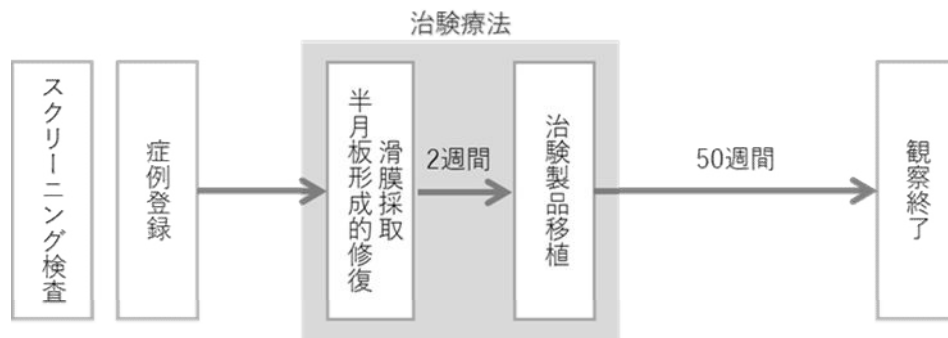 治験療法
スクリーニング検査
症例登録
滑膜採取
半月板形成的修復
2週間
治験製品移植
50週間
観察終了